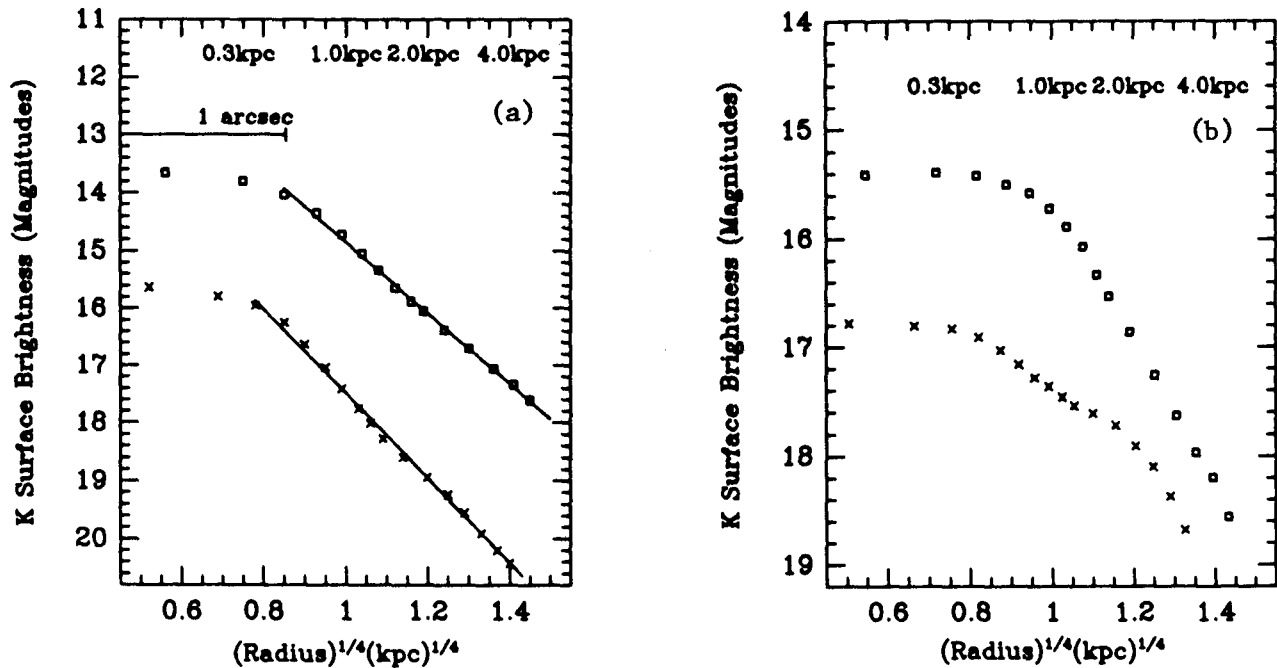 K Surface Brightness (Magnitudes)
11
12
13
14
15
16
17
18
19
20
0.3kpc 1.0kpc 2.0kpc 4.0kpc
(a)
1 arcsec
0.6 0.8 1 1.2 1.4
(Radius)^{1/4}(kpc)^{1/4}
K Surface Brightness (Magnitudes)
14
15
16
17
18
19
0.3kpc 1.0kpc 2.0kpc 4.0kpc
(b)
0.6 0.8 1 1.2 1.4
(Radius)^{1/4}(kpc)^{1/4}